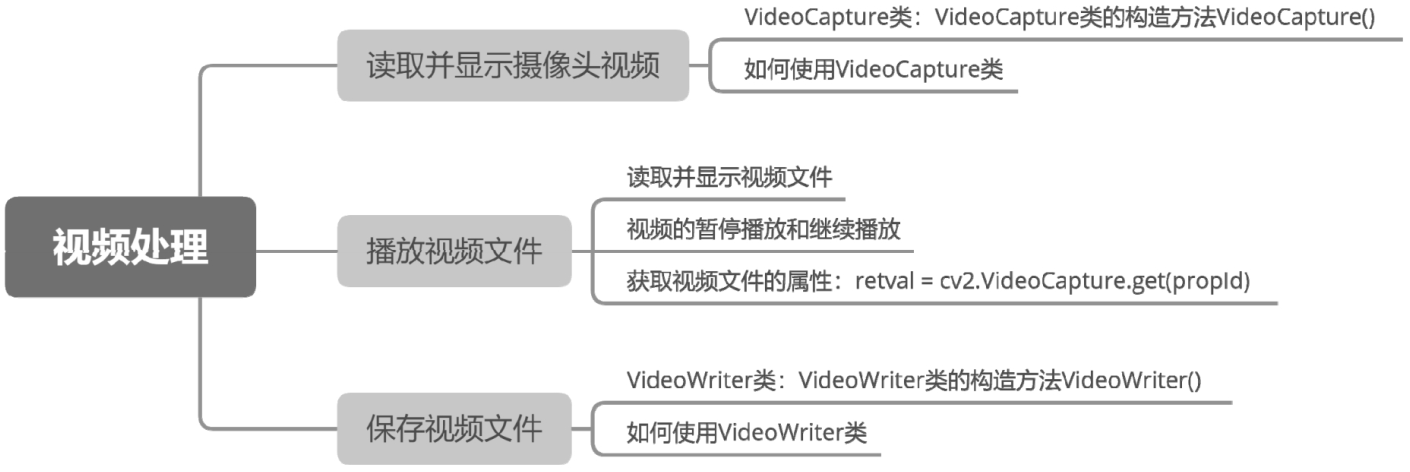 视频处理
读取并显示摄像头视频
VideoCapture类：VideoCapture类的构造方法VideoCapture()
如何使用VideoCapture类
播放视频文件
读取并显示视频文件
视频的暂停播放和继续播放
获取视频文件的属性：retval = cv2.VideoCapture.get(propId)
保存视频文件
VideoWriter类：VideoWriter类的构造方法VideoWriter()
如何使用VideoWriter类